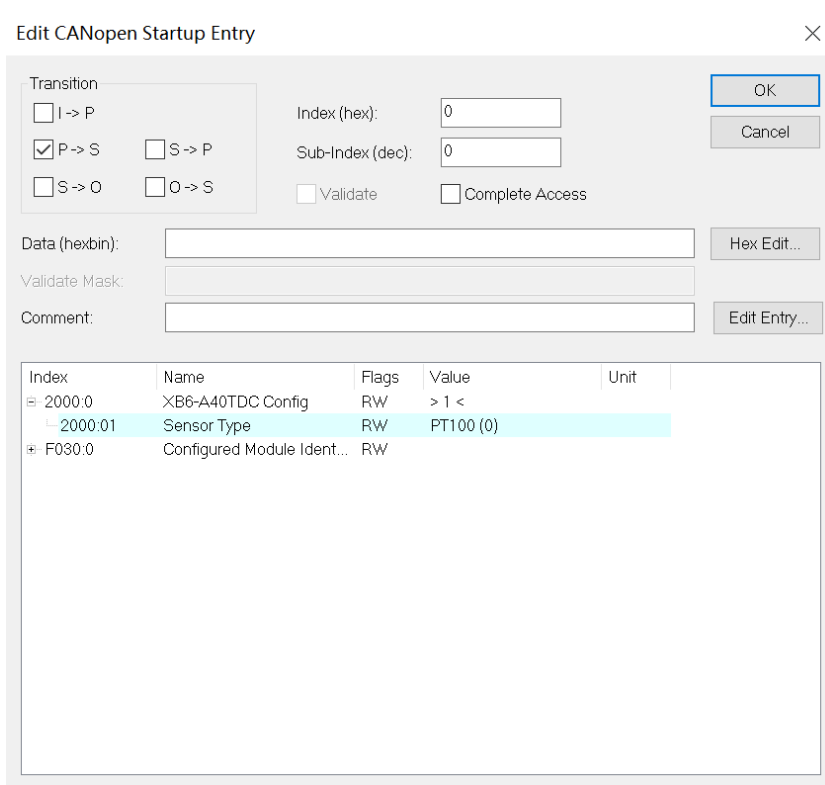 Edit CANopen Startup Entry
Transition
I -> P
P -> S
S -> P
S -> O
O -> S
Index (hex):
0
Sub-Index (dec):
0
Validate
Complete Access
OK
Cancel
Data (hexbin):
Hex Edit...
Validate Mask:
Comment:
Edit Entry...
Index Name Flags Value Unit
2000:0 XB6-A40TDC Config RW > 1 <
2000:01 Sensor Type RW PT100 (0)
F030:0 Configured Module Ident... RW